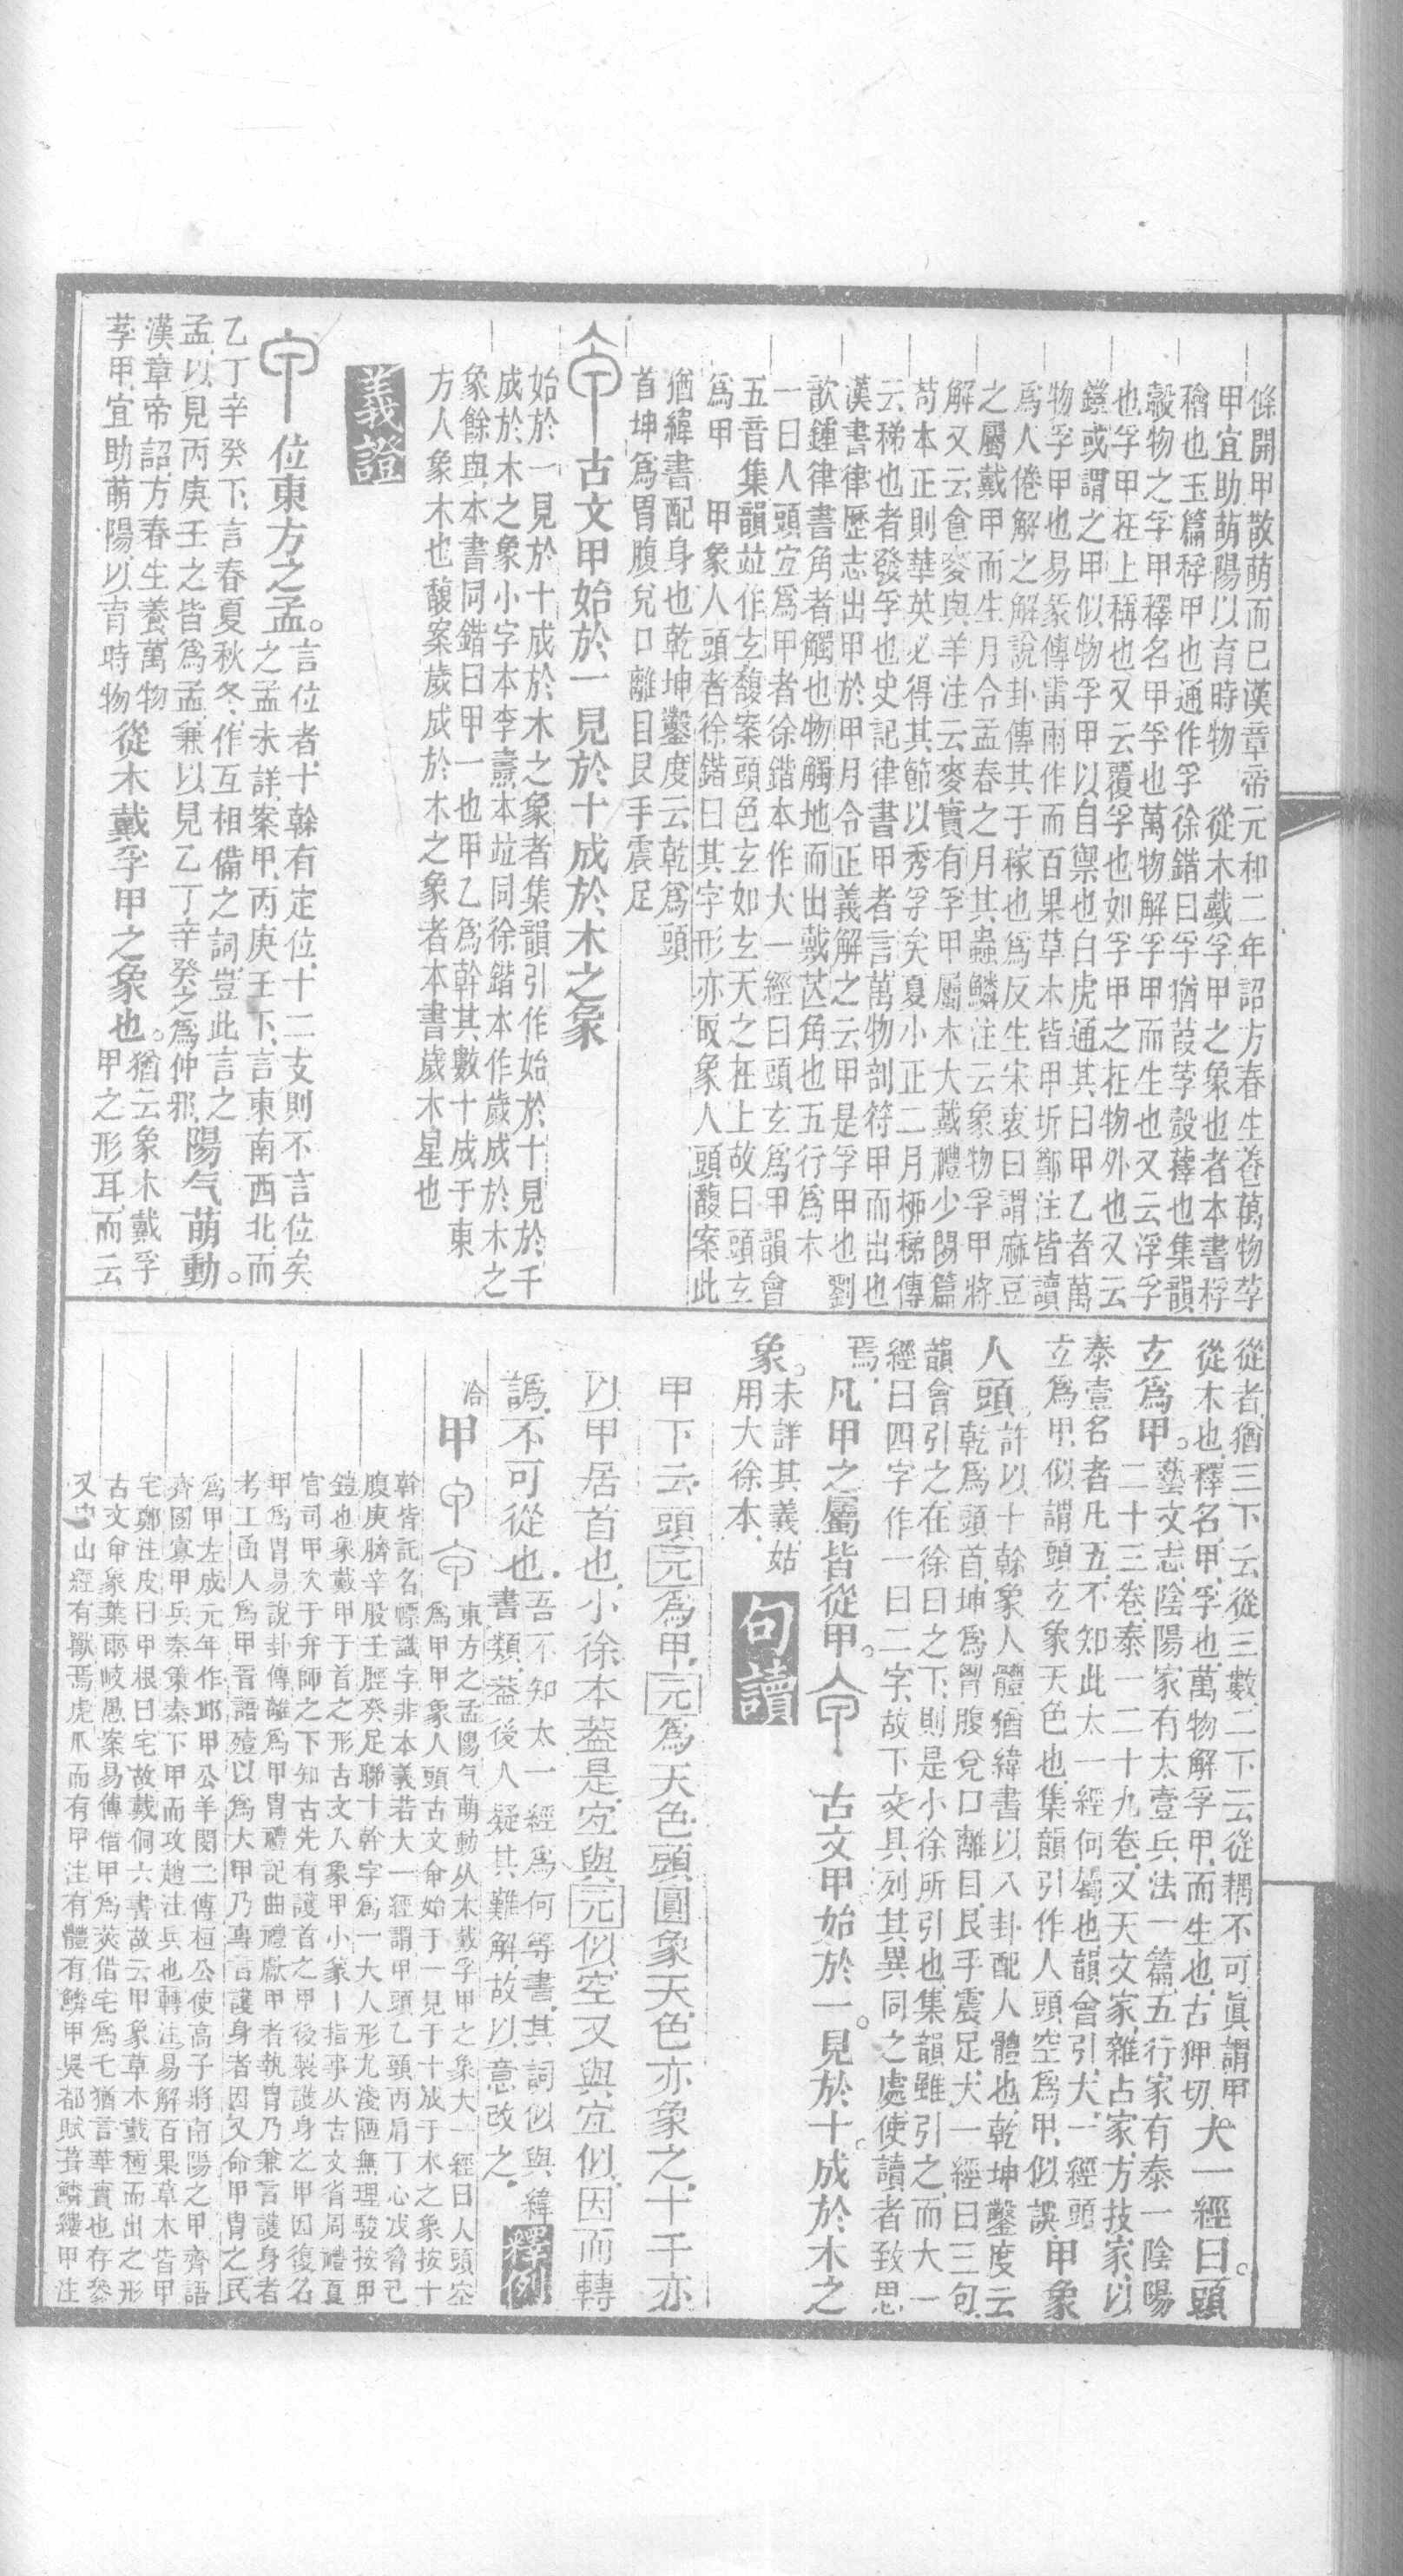 條開甲散萌而已漢章帝元和二年詔方春生養萬物莩
甲宜助萌陽以育時物　從木戴孚甲之象也者本書桴
穭也玉篇稃甲也通作孚徐鍇曰孚猶葭莩殼蘀也集韻
㲉物之孚甲釋名甲孚也萬物解孚甲而生也又云浮孚
也孚甲在上稱也又云覆孚也如孚甲之在物外也又云
鎧或謂之甲似物孚甲以自禦也白虎通其日甲乙者萬
物孚甲也易彖傳雷雨作而百果草木皆甲坼鄭注皆讀
爲人倦解之解說卦傳其于稼也爲反生宋衷曰謂麻豆
之屬戴甲而生月令孟春之月其蟲鱗注云象物孚甲將
解又云食麥與羊注云麥實有孚甲屬木大戴禮少閒篇
苟本正則華英必得其節以秀孚矣夏小正二月柳稊傳
云稊也者發孚也史記律書甲者言萬物剖符甲而出也
漢書律歷志出甲於甲月令正義解之云甲是孚甲也劉
歆鍾律書角者觸也物觸地而出戴芒角也五行爲木
一曰人頭宜爲甲者徐鍇本作大一經曰頭玄爲甲韻會
五音集韻竝作玄馥案頭色玄如玄天之在上故曰頭玄
爲甲　甲象人頭者徐鍇曰其字形亦取象人頭馥案此
猶緯書配身也乾坤鑿度云乾爲頭
首坤爲胃腹兌口離目艮手震足
古文甲始於一見於十成於木之象
始於一見於十成於木之象者集韻引作始於十見於千
成於木之象小字本李燾本竝同徐鍇本作歲成於木之
象餘與本書同鍇曰甲一也甲乙爲幹其數十成于東
方人象木也馥案歲成於木之象者本書歲木星也
義證
位東方之孟。言位者,十榦有定位,十二支則不言位矣
之孟未詳,案甲丙庚壬下,言東南西北,而
乙丁辛癸下,言春夏秋冬,作互相備之詞,豈此言之
孟,以見丙庚壬之皆爲孟,兼以見乙丁辛癸之爲仲邪,陽气萌動。
漢章帝詔,方春生養萬物
莩甲,宜助萌陽,以育時物從木戴孚甲之象也。猶云象木戴孚
甲之形耳,而云
從者,猶三下云從三數,二下云從耦,不可眞謂甲
從木也,釋名,甲,孚也,萬物解孚甲,而生也,古狎切,大一經曰。頭
玄爲甲。藝文志,陰陽家有太壹兵法一篇,五行家有泰一陰陽
二十三卷,泰一二十九卷,又天文家,雜占家,方技家,以
泰壹名者凡五,不知此太一經何屬也,韻會引,大一經頭
玄爲甲,似謂頭玄象天色也,集韻引作人頭空爲甲,似誤,甲象
人頭。許以十榦象人體,猶緯書以八卦配人體也,乾坤鑿度云
乾爲頭首,坤爲胃腹,兌口,離目,艮手,震足,大一經曰三句,
韻會引之,在徐曰之下,則是小徐所引也,集韻雖引之,而大一
經曰四字,作一曰二字,故下文具列其異同之處,使讀者致思
焉,凡甲之屬皆從甲。古文甲,始於一。見於十。成於木之
象。未詳其義,姑
用大徐本,
句讀
甲下云,頭元爲甲,元爲天色,頭圓象天,色亦象之,十干亦
以甲居首也,小徐本蓋是,宜與元似,空又與宜似,因而轉
譌,不可從也。吾不知太一經爲何等書,其詞似與緯
書類,葢後人疑其難解,故以意改之。
釋例
洽 甲 東方之孟陽气萌動从木戴孚甲之象大一經曰人頭空
爲甲甲象人頭古文命始于一見于十成于木之象按十
幹皆託名幖識字非本義若大一經謂甲頭乙頸丙肩丁心戊脅己
腹庚臍辛股壬脛癸足聯十幹字爲一大人形尤淺陋無理駿按甲
鎧也象戴甲于首之形古文人象甲小篆丨指事从古文省周禮夏
官司甲次于弁師之下知古先有護首之甲後製護身之甲因復名
甲爲冑易說卦傳離爲甲冑禮記曲禮獻甲者執冑乃兼言護身者
考工函人爲甲晉語殪以爲大甲乃專言護身者因又命甲冑之民
爲甲左成元年作邱甲公羊閔二傳桓公使高子將南陽之甲齊語
齊國寡甲兵秦策秦下甲而攻趙注兵也轉注易解百果草木皆甲
宅鄭注皮曰甲根曰宅故戴侗六書故云甲象草木戴種而出之形
古文命象葉兩岐愚案易傳借甲爲莢借宅爲乇猶言華實也存參
又中山經有獸焉虎爪而有甲注有體有鱗甲吳都賦葺鱗縷甲注